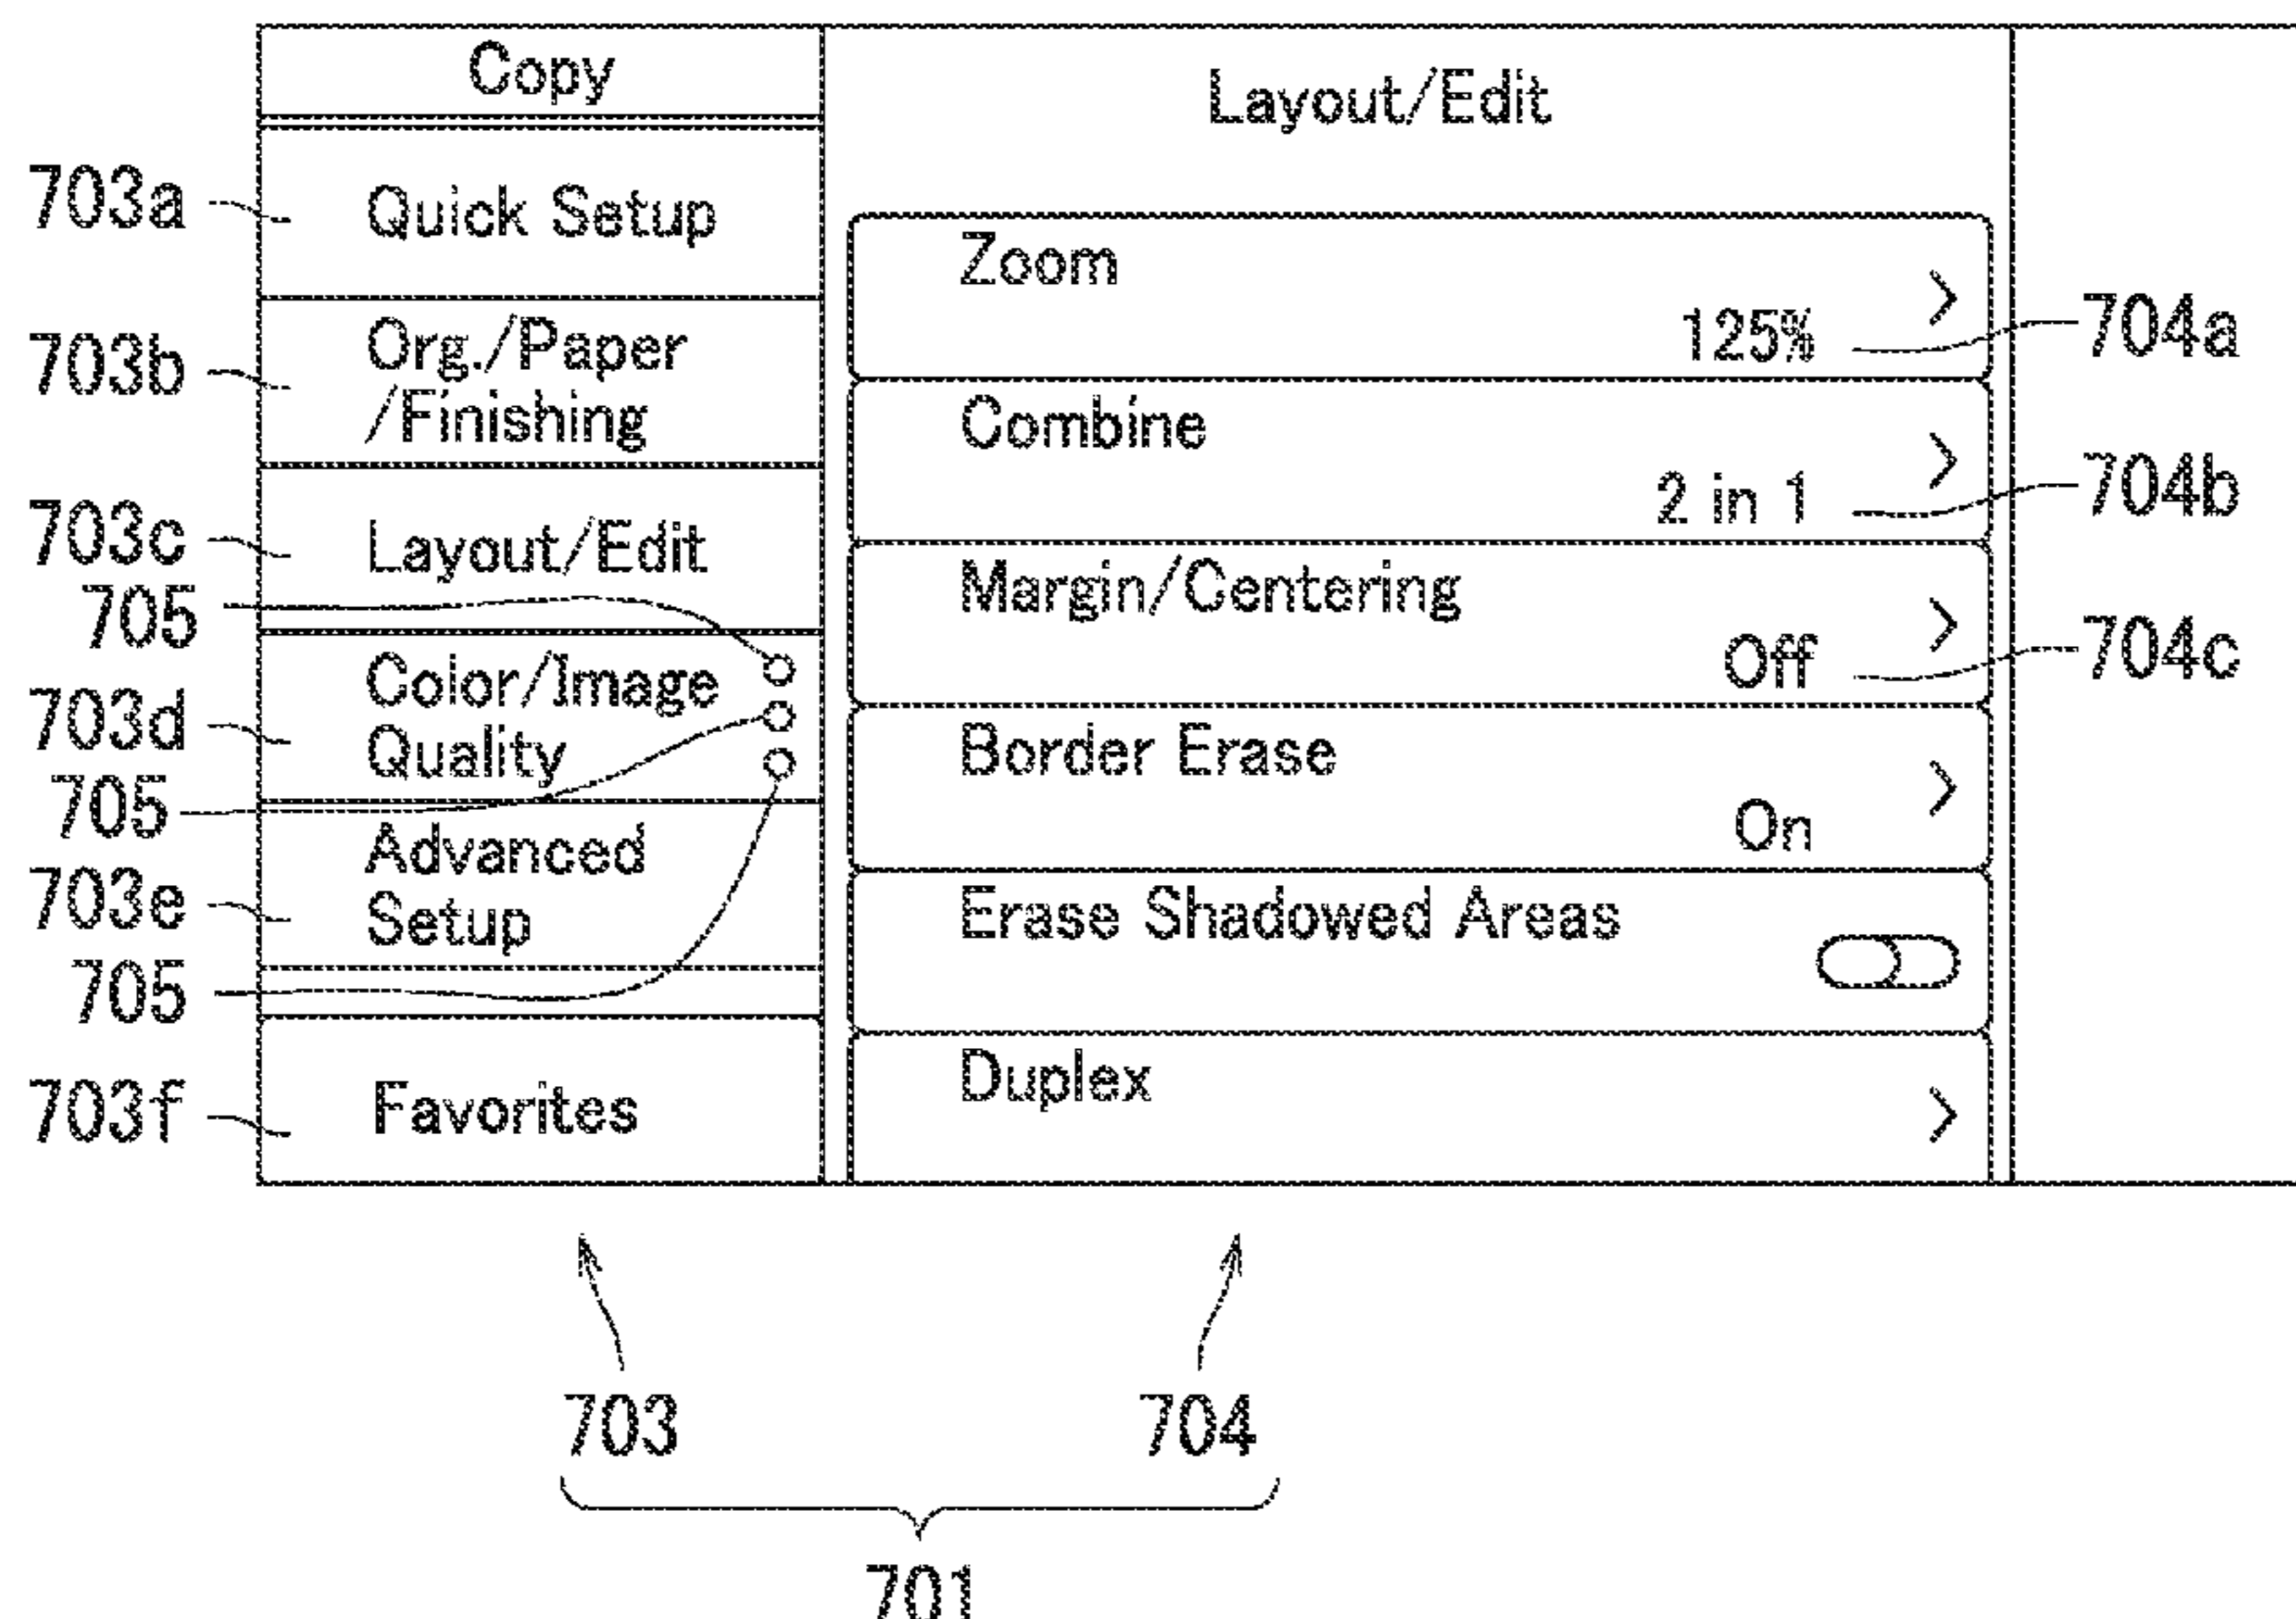 Copy
Layout/Edit
703a
Quick Setup
Zoom
125%
704a
703b
Org./Paper
/Finishing
Combine
2 in 1
704b
703c
Layout/Edit
705
Margin/Centering
Off
704c
703d
Color/Image
Quality
705
Border Erase
On
703e
Advanced
Setup
705
Erase Shadowed Areas
703f
Favorites
Duplex
703
704
701